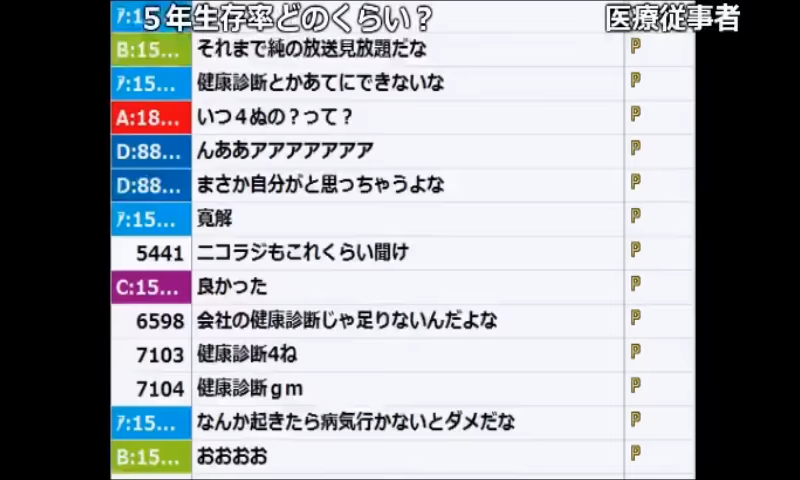 ５年生存率どのくらい？ 医療従事者
ｱ:15...
B:15... それまで純の放送見放題だな P
ｱ:15... 健康診断とかあてにできないな P
A:18... いつ４ぬの？って？ P
D:88... んああアアアアアアア P
D:88... まさか自分がと思っちゃうよな P
ｱ:15... 寛解 P
5441 ニコラジもこれくらい聞け P
C:15... 良かった P
6598 会社の健康診断じゃ足りないんだよな P
7103 健康診断4ね P
7104 健康診断ｇｍ P
ｱ:15... なんか起きたら病気行かないとダメだな P
B:15... おおおお P